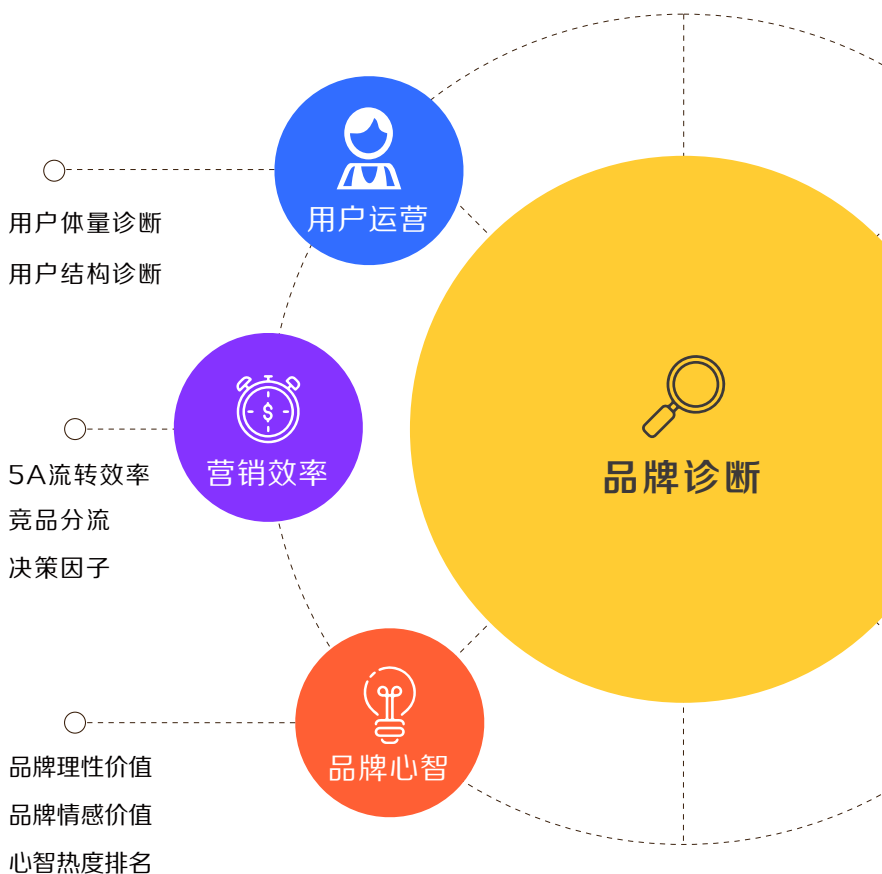 用户运营
用户体量诊断
用户结构诊断
营销效率
5A流转效率
竞品分流
决策因子
品牌诊断
品牌心智
品牌理性价值
品牌情感价值
心智热度排名
$